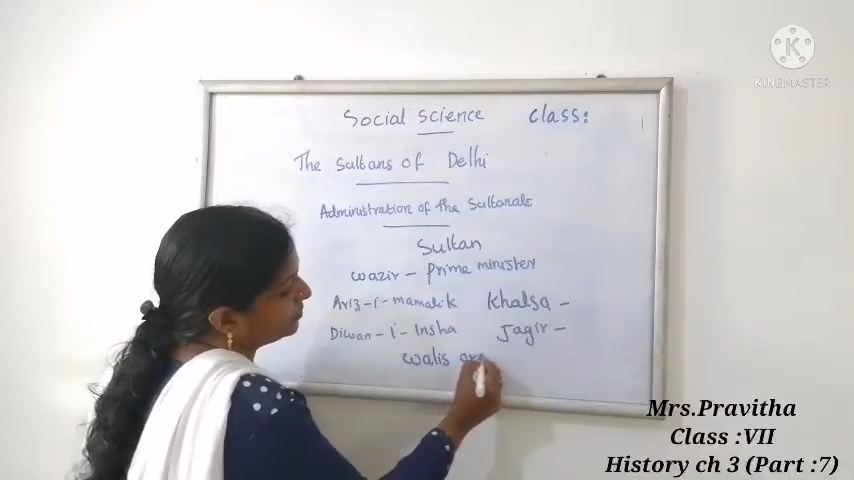 KINEMASTER
Social Science Class:
The Sultans of Delhi
Administration of the Sultanate
Sultan
wazir - prime minister
Ariz-i-mamalik Khalsa -
Diwan-i-Insha Jagir -
walis
Mrs.Pravitha
Class :VII
History ch 3 (Part :7)